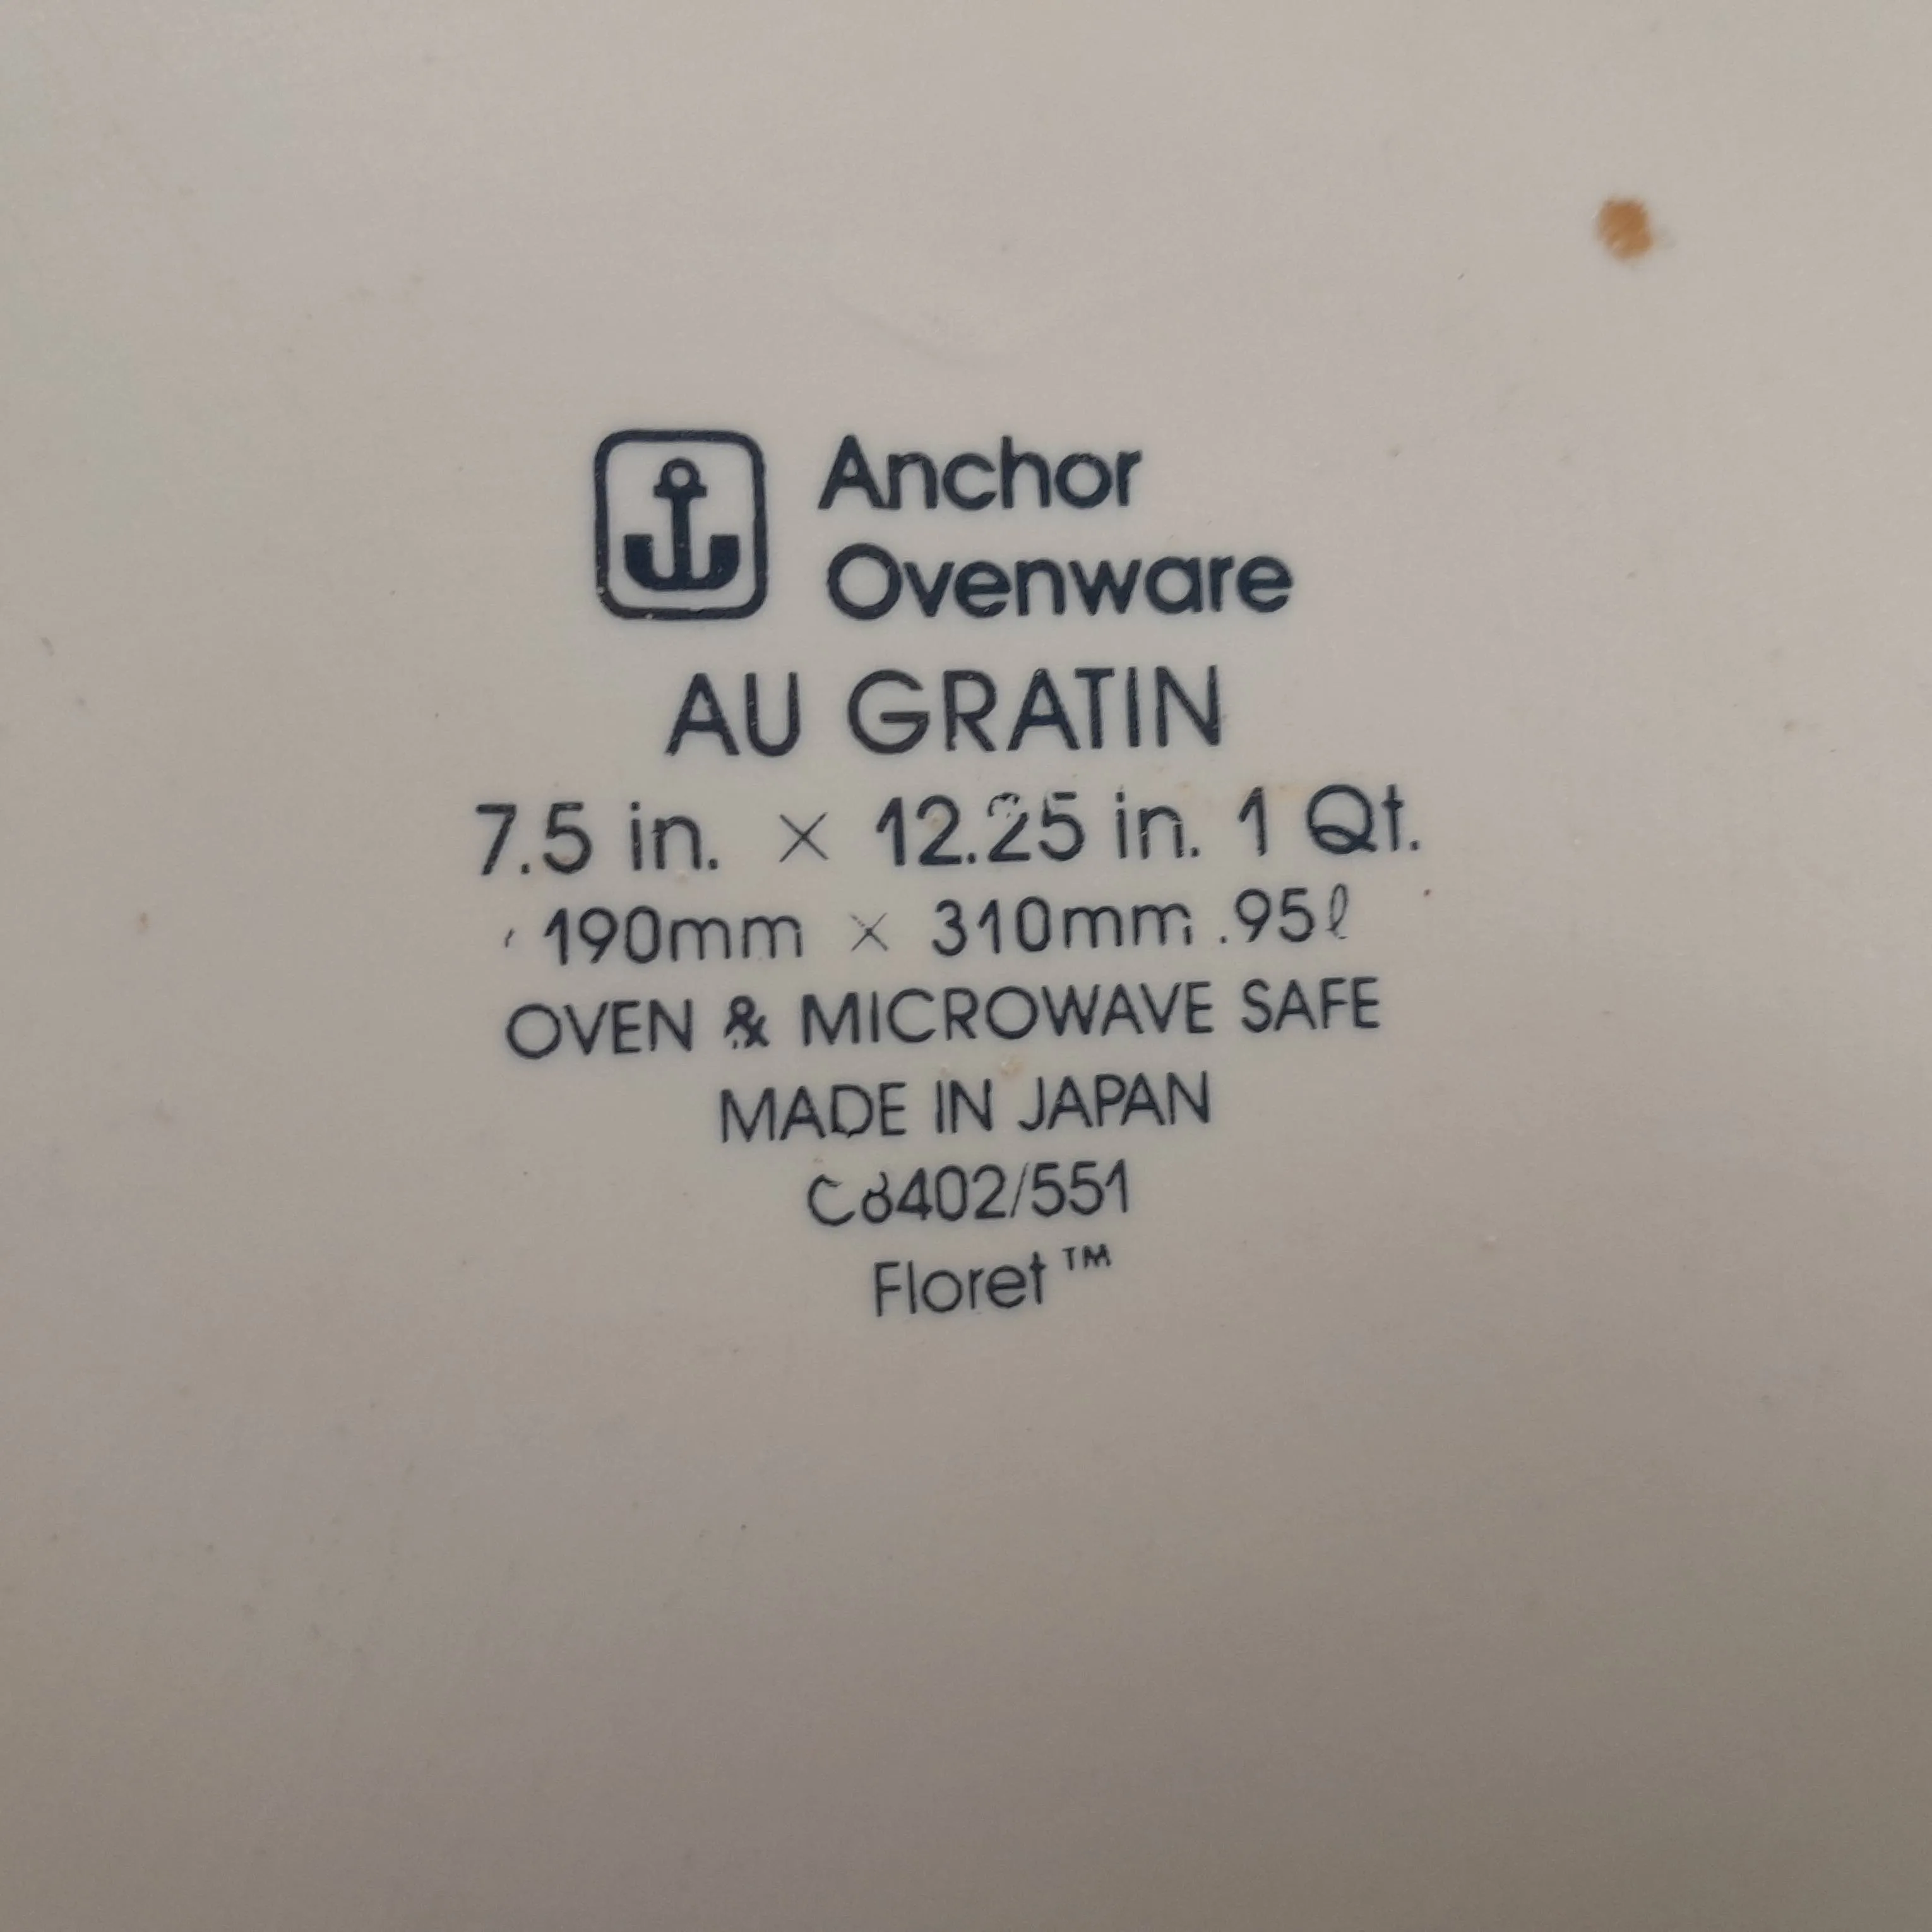 Anchor
Ovenware
AU GRATIN
7.5 in. × 12.25 in. 1 Qt.
190mm × 310mm .95ℓ
OVEN & MICROWAVE SAFE
MADE IN JAPAN
C8402/551
Floret™